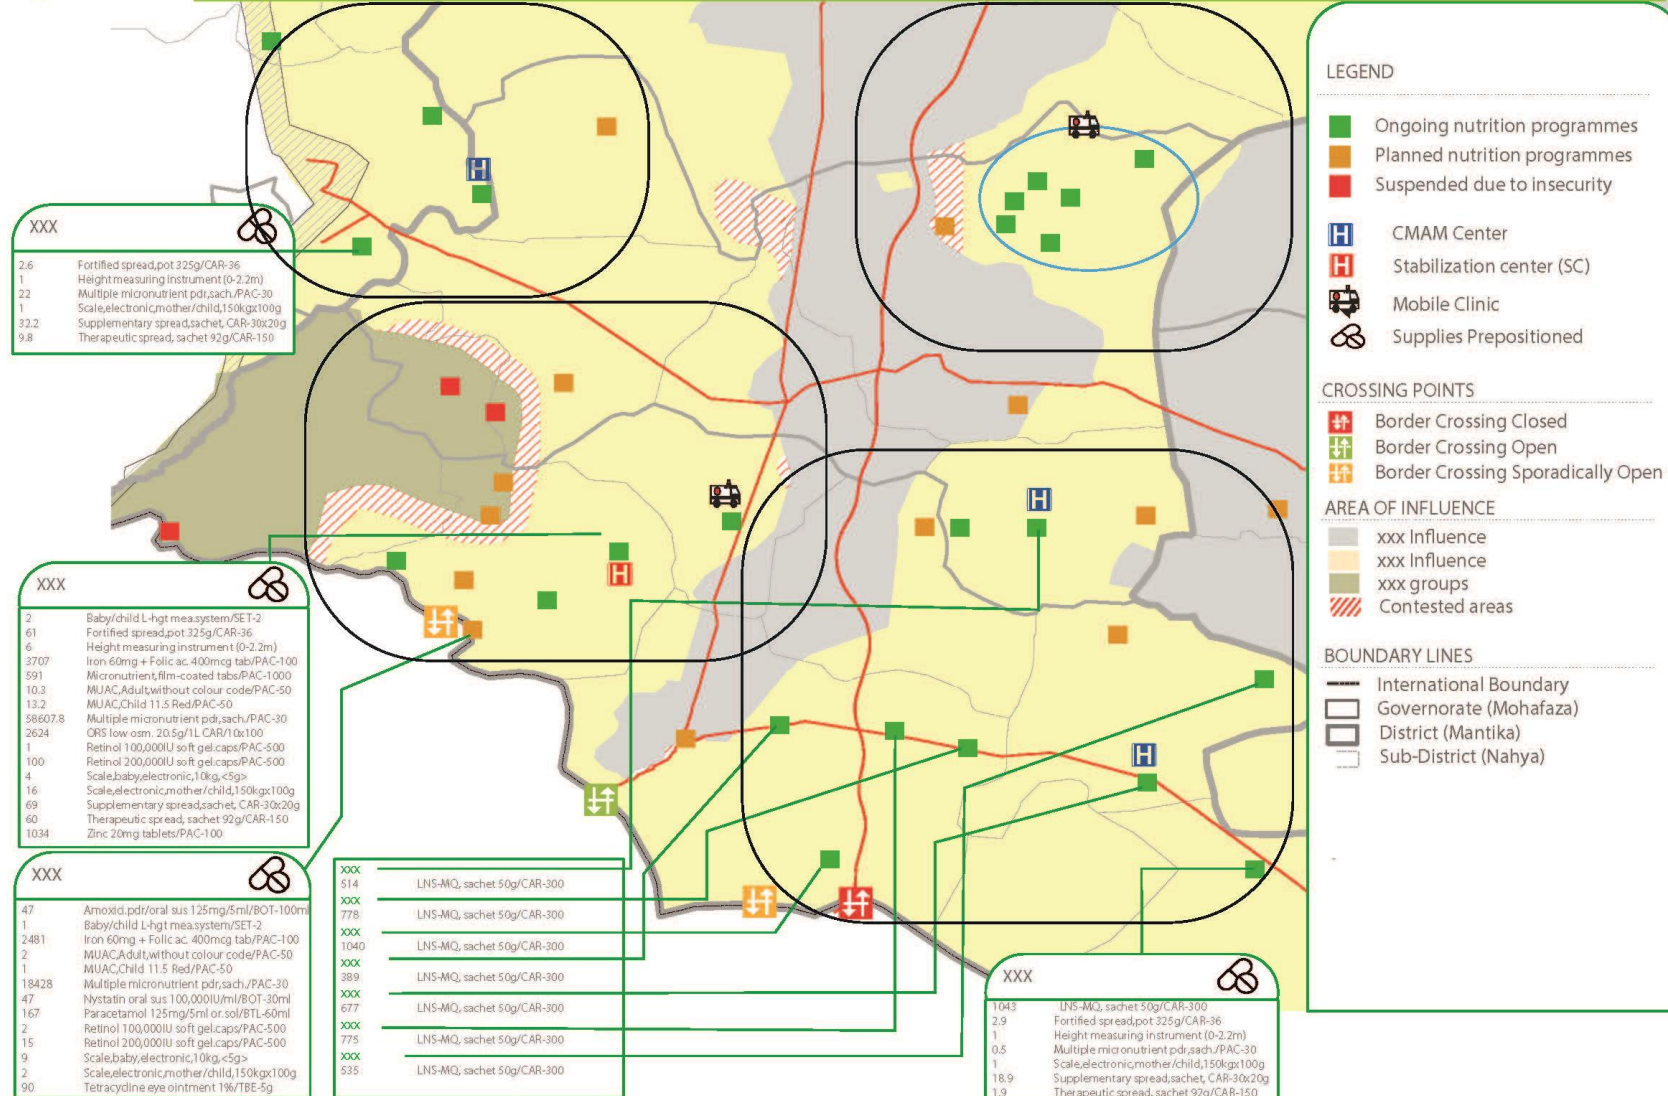 XXX
2.6 Fortified spread,pot 325g/CAR-36
1 Height measuring instrument (0-2.2m)
22 Multiple micronutrient pdr,sach./PAC-30
1 Scale,electronic,mother/child,150kgx100g
32.2 Supplementary spread,sachet, CAR-30x20g
9.8 Therapeutic spread, sachet 92g/CAR-150
XXX
2 Baby/child L-hgt mea.system/SET-2
61 Fortified spread,pot 325g/CAR-36
6 Height measuring instrument (0-2.2m)
3707 Iron 60mg + Folic ac. 400mcg tab/PAC-100
591 Micronutrient,film-coated tabs/PAC-1000
10.3 MUAC,Adult,without colour code/PAC-50
13.2 MUAC,Child 11.5 Red/PAC-50
58607.8 Multiple micronutrient pdr,sach./PAC-30
2624 ORS low osm. 20.5g/1L CAR/10x100
1 Retinol 100,000IU soft gel.caps/PAC-500
100 Retinol 200,000IU soft gel.caps/PAC-500
4 Scale,baby,electronic,10kg,<5g>
16 Scale,electronic,mother/child,150kgx100g
69 Supplementary spread,sachet, CAR-30x20g
60 Therapeutic spread, sachet 92g/CAR-150
1034 Zinc 20mg tablets/PAC-100
XXX
47 Amoxici.pdr/oral sus 125mg/5ml/BOT-100ml
1 Baby/child L-hgt mea.system/SET-2
2481 Iron 60mg + Folic ac. 400mcg tab/PAC-100
2 MUAC,Adult,without colour code/PAC-50
1 MUAC,Child 11.5 Red/PAC-50
18428 Multiple micronutrient pdr,sach./PAC-30
47 Nystatin oral sus 100,000IU/ml/BOT-30ml
167 Paracetamol 125mg/5ml or.sol/BTL-60ml
2 Retinol 100,000IU soft gel.caps/PAC-500
15 Retinol 200,000IU soft gel.caps/PAC-500
9 Scale,baby,electronic,10kg,<5g>
2 Scale,electronic,mother/child,150kgx100g
90 Tetracycline eye ointment 1%/TBE-5g
XXX
514 LNS-MQ, sachet 50g/CAR-300
XXX
778 LNS-MQ, sachet 50g/CAR-300
XXX
1040 LNS-MQ, sachet 50g/CAR-300
XXX
389 LNS-MQ, sachet 50g/CAR-300
XXX
677 LNS-MQ, sachet 50g/CAR-300
XXX
775 LNS-MQ, sachet 50g/CAR-300
XXX
535 LNS-MQ, sachet 50g/CAR-300
XXX
1043 LNS-MQ, sachet 50g/CAR-300
2.9 Fortified spread,pot 325g/CAR-36
1 Height measuring instrument (0-2.2m)
0.5 Multiple micronutrient pdr,sach./PAC-30
1 Scale,electronic,mother/child,150kgx100g
18.9 Supplementary spread,sachet, CAR-30x20g
1.9 Therapeutic spread, sachet 92g/CAR-150
H
H
H
H
LEGEND
Ongoing nutrition programmes
Planned nutrition programmes
Suspended due to insecurity
H CMAM Center
H Stabilization center (SC)
Mobile Clinic
Supplies Prepositioned
CROSSING POINTS
Border Crossing Closed
Border Crossing Open
Border Crossing Sporadically Open
AREA OF INFLUENCE
xxx Influence
xxx Influence
xxx groups
Contested areas
BOUNDARY LINES
International Boundary
Governorate (Mohafaza)
District (Mantika)
Sub-District (Nahya)